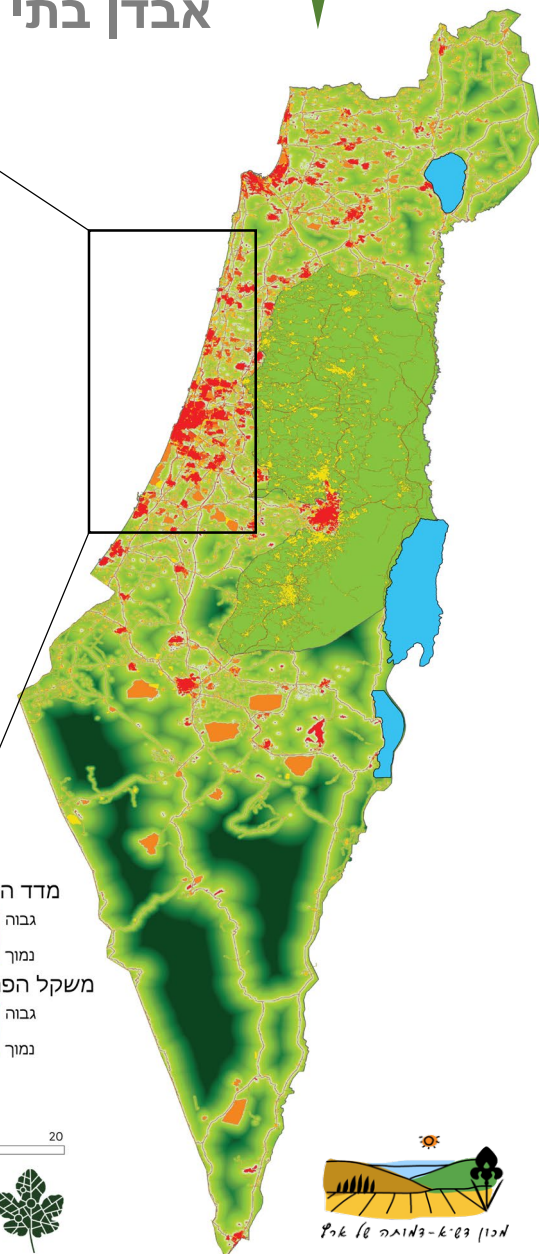 אבדן בתי
מדד ה
גבוה
נמוך
משקל הפ
גבוה
נמוך
20
מכון דש״א-דמותה של ארץ